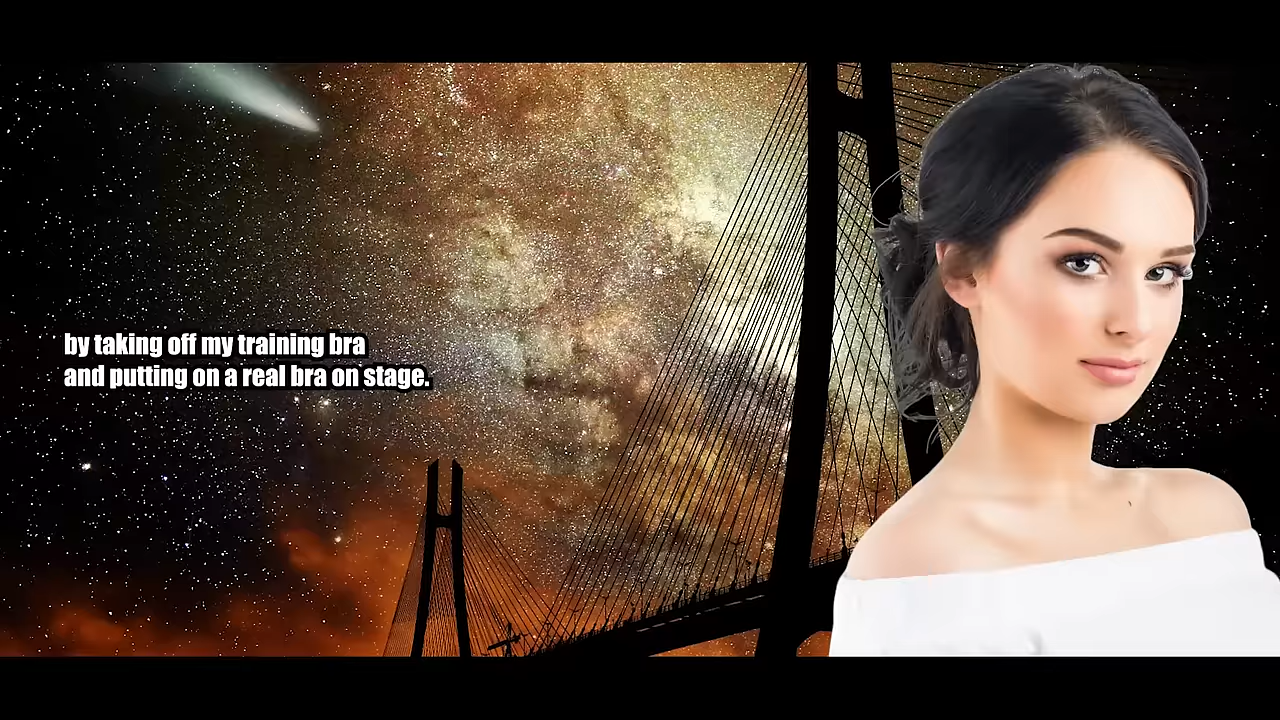 by taking off my training bra
and putting on a real bra on stage.